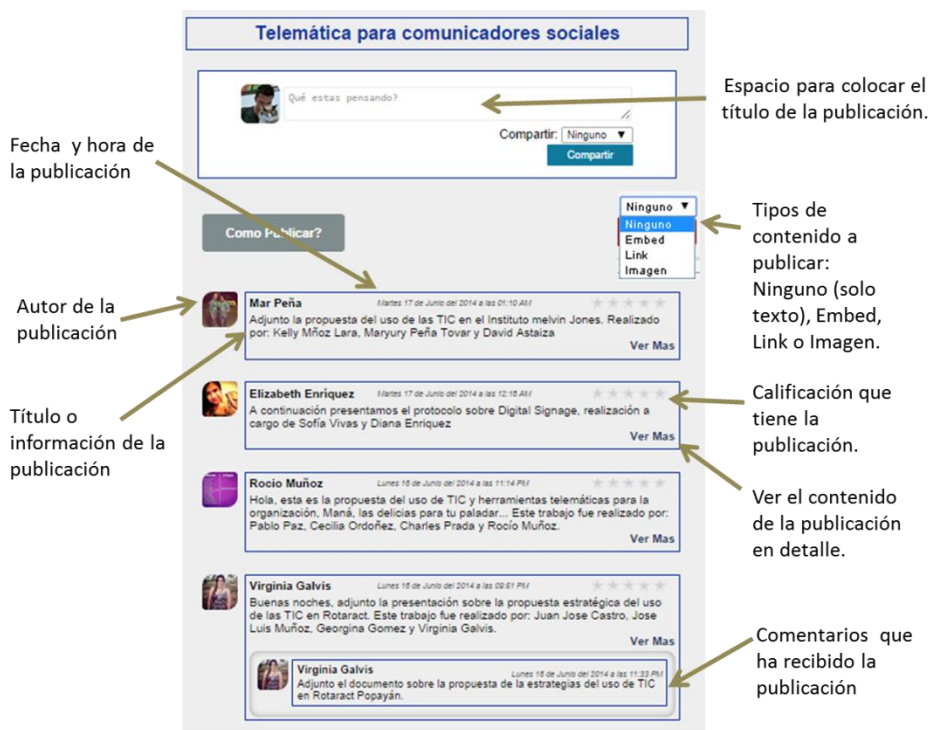 Telemática para comunicadores sociales
Qué estas pensando?
Compartir: Ninguno ▼
Compartir
Espacio para colocar el
título de la publicación.
Fecha y hora de
la publicación
Como Publicar?
Ninguno ▼
Ninguno
Embed
Link
Imagen
Tipos de
contenido a
publicar:
Ninguno (solo
texto), Embed,
Link o Imagen.
Autor de la
publicación
Mar Peña
Martes 17 de Junio del 2014 a las 01:10 AM
Adjunto la propuesta del uso de las TIC en el Instituto melvin Jones. Realizado
por: Kelly Mñoz Lara, Maryury Peña Tovar y David Astaiza
Ver Mas
Título o
información de la
publicación
Elizabeth Enriquez
Martes 17 de Junio del 2014 a las 12:16 AM
A continuación presentamos el protocolo sobre Digital Signage, realización a
cargo de Sofía Vivas y Diana Enriquez
Ver Mas
Calificación que
tiene la
publicación.
Rocio Muñoz
Lunes 16 de Junio del 2014 a las 11:14 PM
Hola, esta es la propuesta del uso de TIC y herramientas telemáticas para la
organización, Maná, las delicias para tu paladar... Este trabajo fue realizado por:
Pablo Paz, Cecilia Ordoñez, Charles Prada y Rocío Muñoz.
Ver Mas
Ver el contenido
de la publicación
en detalle.
Virginia Galvis
Lunes 16 de Junio del 2014 a las 09:51 PM
Buenas noches, adjunto la presentación sobre la propuesta estratégica del uso
de las TIC en Rotaract. Este trabajo fue realizado por: Juan Jose Castro, Jose
Luis Muñoz, Georgina Gomez y Virginia Galvis.
Ver Mas
Virginia Galvis
Lunes 16 de Junio del 2014 a las 11:33 PM
Adjunto el documento sobre la propuesta de la estrategias del uso de TIC
en Rotaract Popayán.
Comentarios que
ha recibido la
publicación